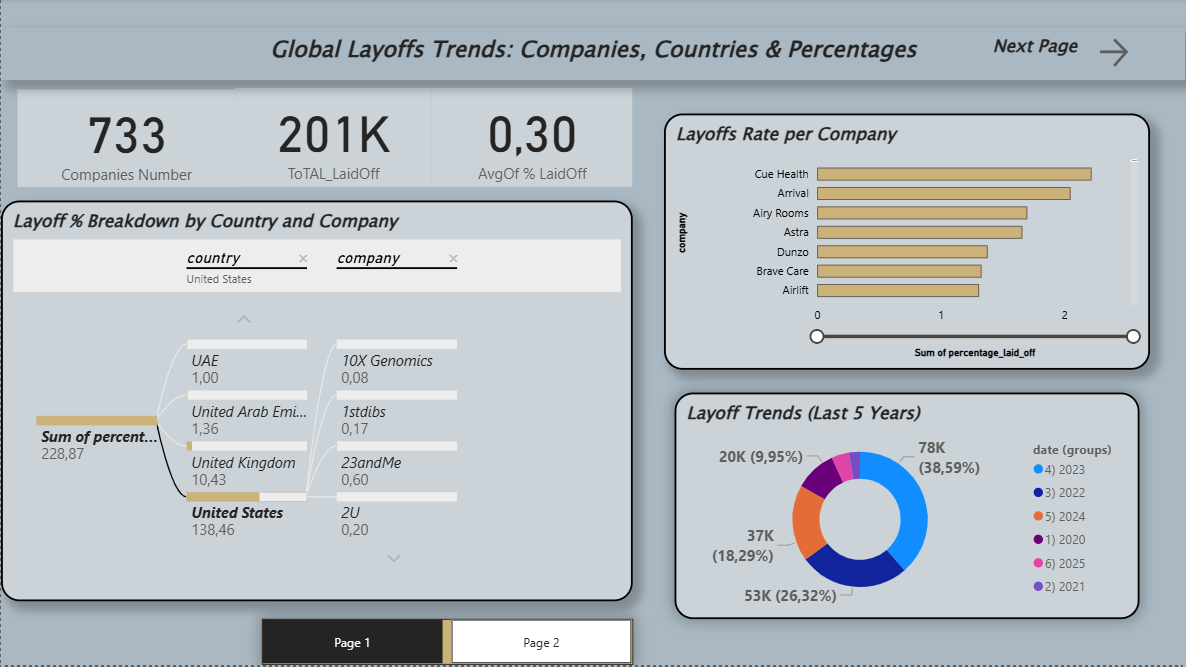 Global Layoffs Trends: Companies, Countries & Percentages
Next Page
733
Companies Number
201K
ToTAL_LaidOff
0,30
AvgOf % LaidOff
Layoff % Breakdown by Country and Company
country
×
company
×
United States
UAE
1,00
United Arab Emi...
1,36
United Kingdom
10,43
United States
138,46
Sum of percent...
228,87
10X Genomics
0,08
1stdibs
0,17
23andMe
0,60
2U
0,20
Layoffs Rate per Company
company
Cue Health
Arrival
Airy Rooms
Astra
Dunzo
Brave Care
Airlift
0 1 2
Sum of percentage_laid_off
Layoff Trends (Last 5 Years)
78K
(38,59%)
53K (26,32%)
37K
(18,29%)
20K (9,95%)
date (groups)
4) 2023
3) 2022
5) 2024
1) 2020
6) 2025
2) 2021
Page 1
Page 2